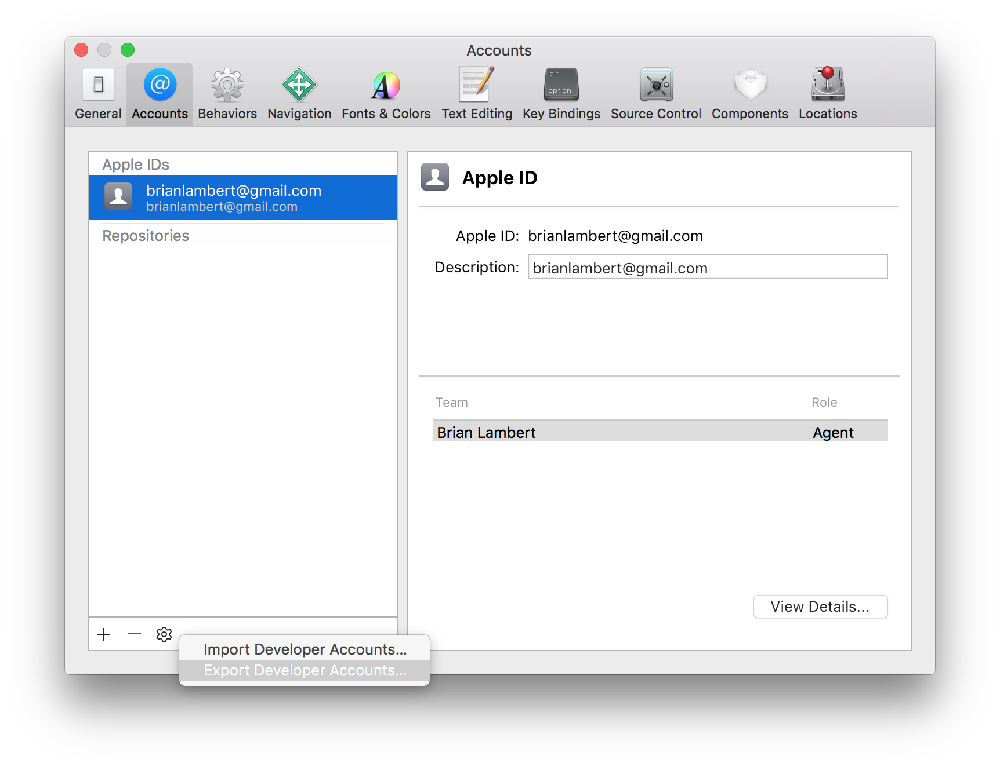 Accounts
General
Accounts
Behaviors
Navigation
Fonts & Colors
Text Editing
alt
option
Key Bindings
Source Control
Components
Locations
Apple IDs
brianlambert@gmail.com
brianlambert@gmail.com
Repositories
Apple ID
Apple ID: brianlambert@gmail.com
Description: brianlambert@gmail.com
Team Role
Brian Lambert Agent
View Details...
Import Developer Accounts...
Export Developer Accounts...